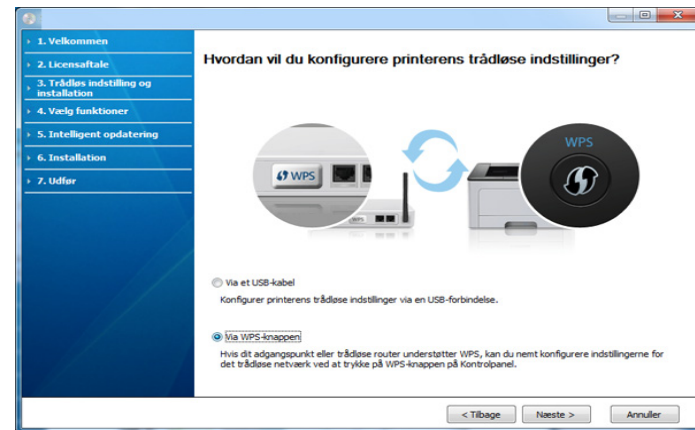 1. Velkommen
2. Licensaftale
3. Trådløs indstilling og
installation
4. Vælg funktioner
5. Intelligent opdatering
6. Installation
7. Udfør
Hvordan vil du konfigurere printerens trådløse indstillinger?
WPS
WPS
WPS
Via et USB-kabel
Konfigurer printerens trådløse indstillinger via en USB-forbindelse.
Via WPS-knappen
Hvis dit adgangspunkt eller trådløse router understøtter WPS, kan du nemt konfigurere indstillingerne for
det trådløse netværk ved at trykke på WPS-knappen på Kontrolpanel.
< Tilbage
Næste >
Annuller